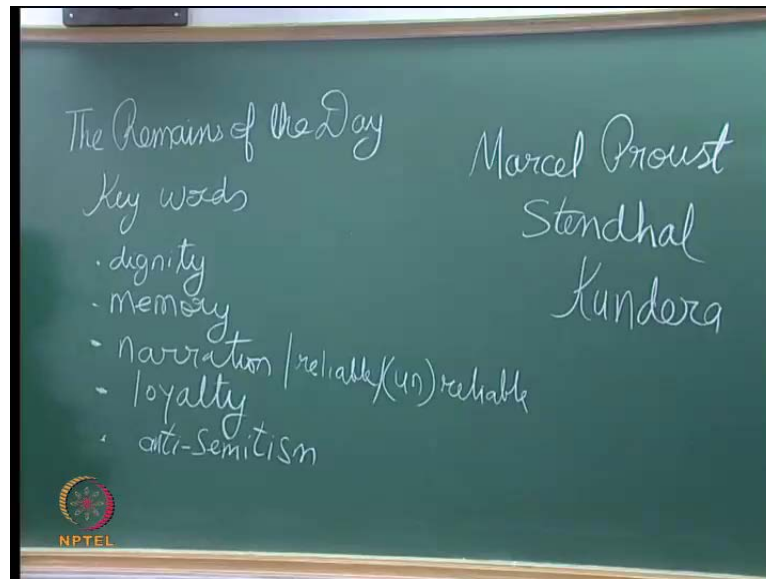 The Remains of the Day
Key words
· dignity
- memory
- narration / reliable/(un)reliable
- loyalty
· anti-semitism
Marcel Proust
Stendhal
Kundera
NPTEL